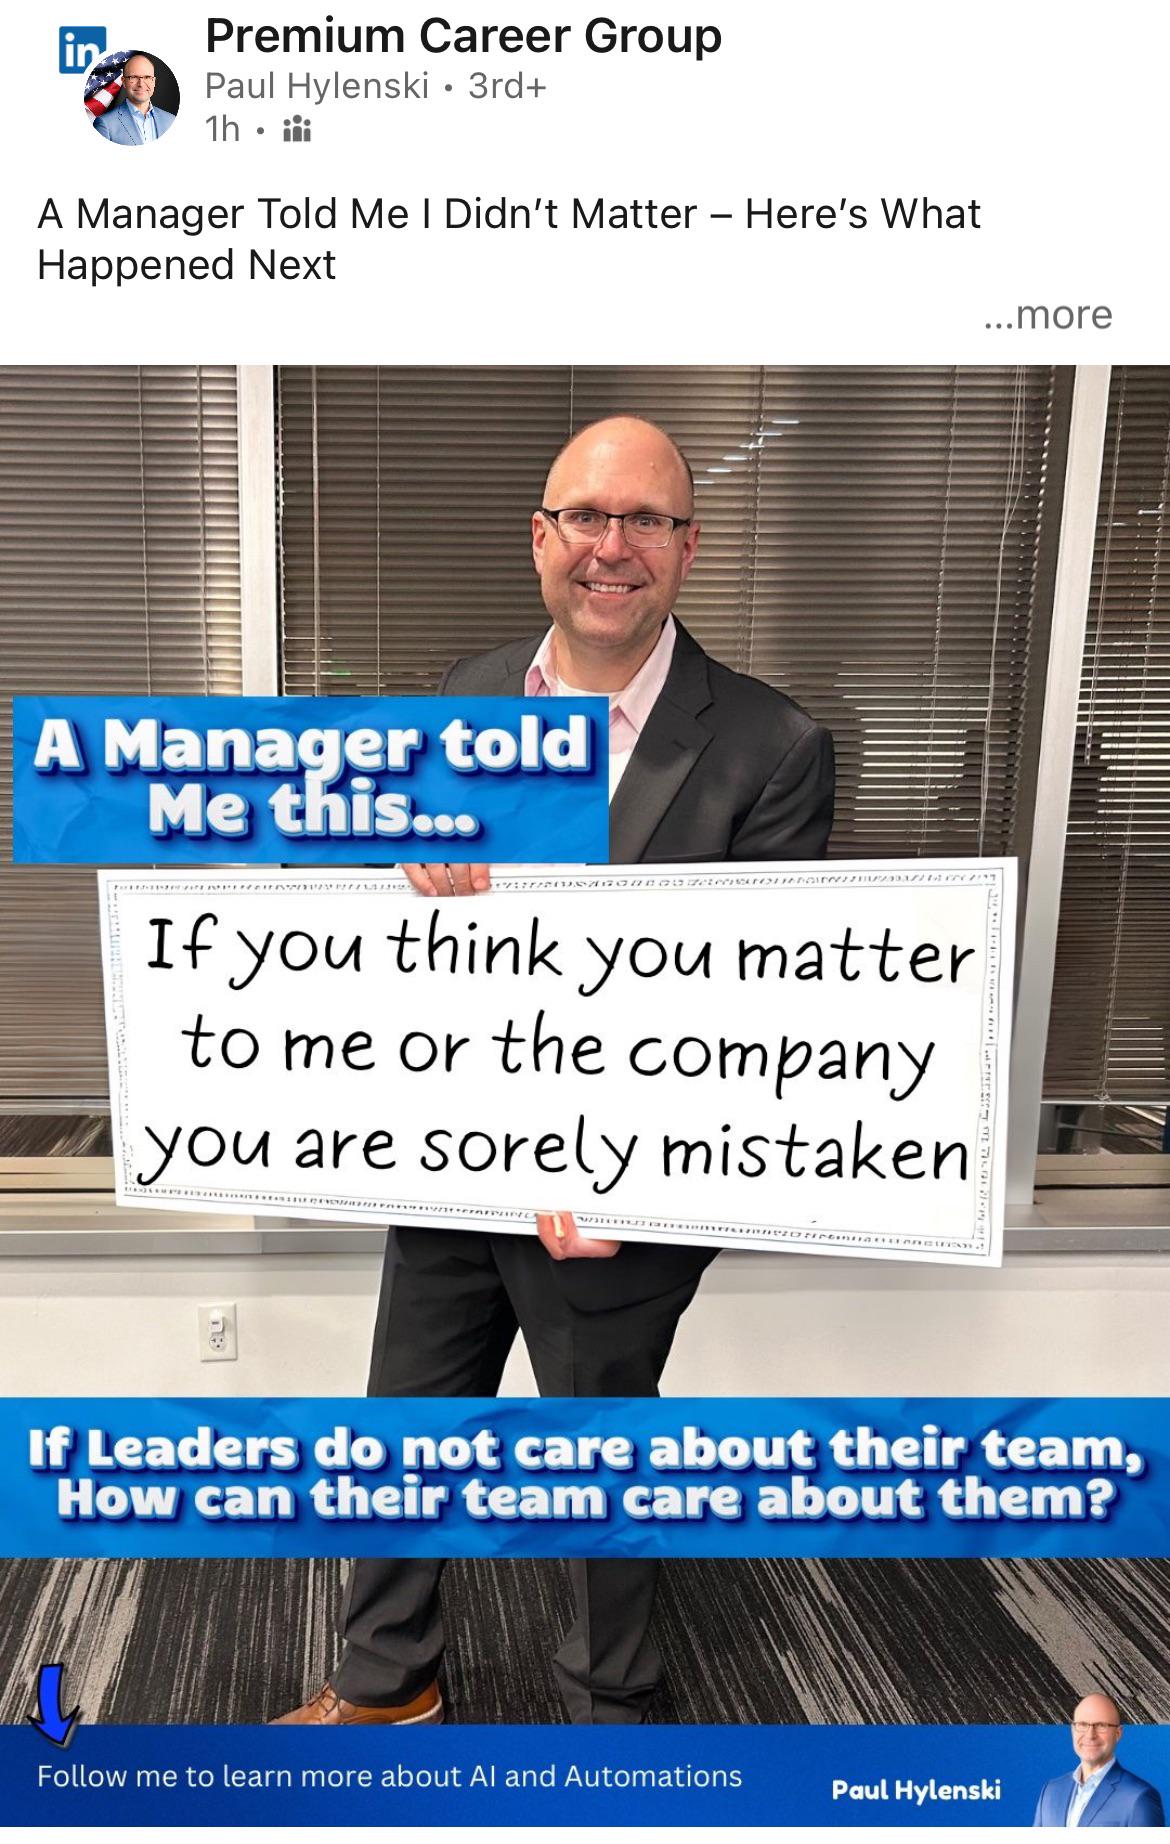 in
Premium Career Group
Paul Hylenski • 3rd+
1h •
A Manager Told Me I Didn’t Matter – Here’s What
Happened Next
...more
A Manager told
Me this...
If you think you matter
to me or the company
you are sorely mistaken
If Leaders do not care about their team,
How can their team care about them?
Follow me to learn more about AI and Automations
Paul Hylenski